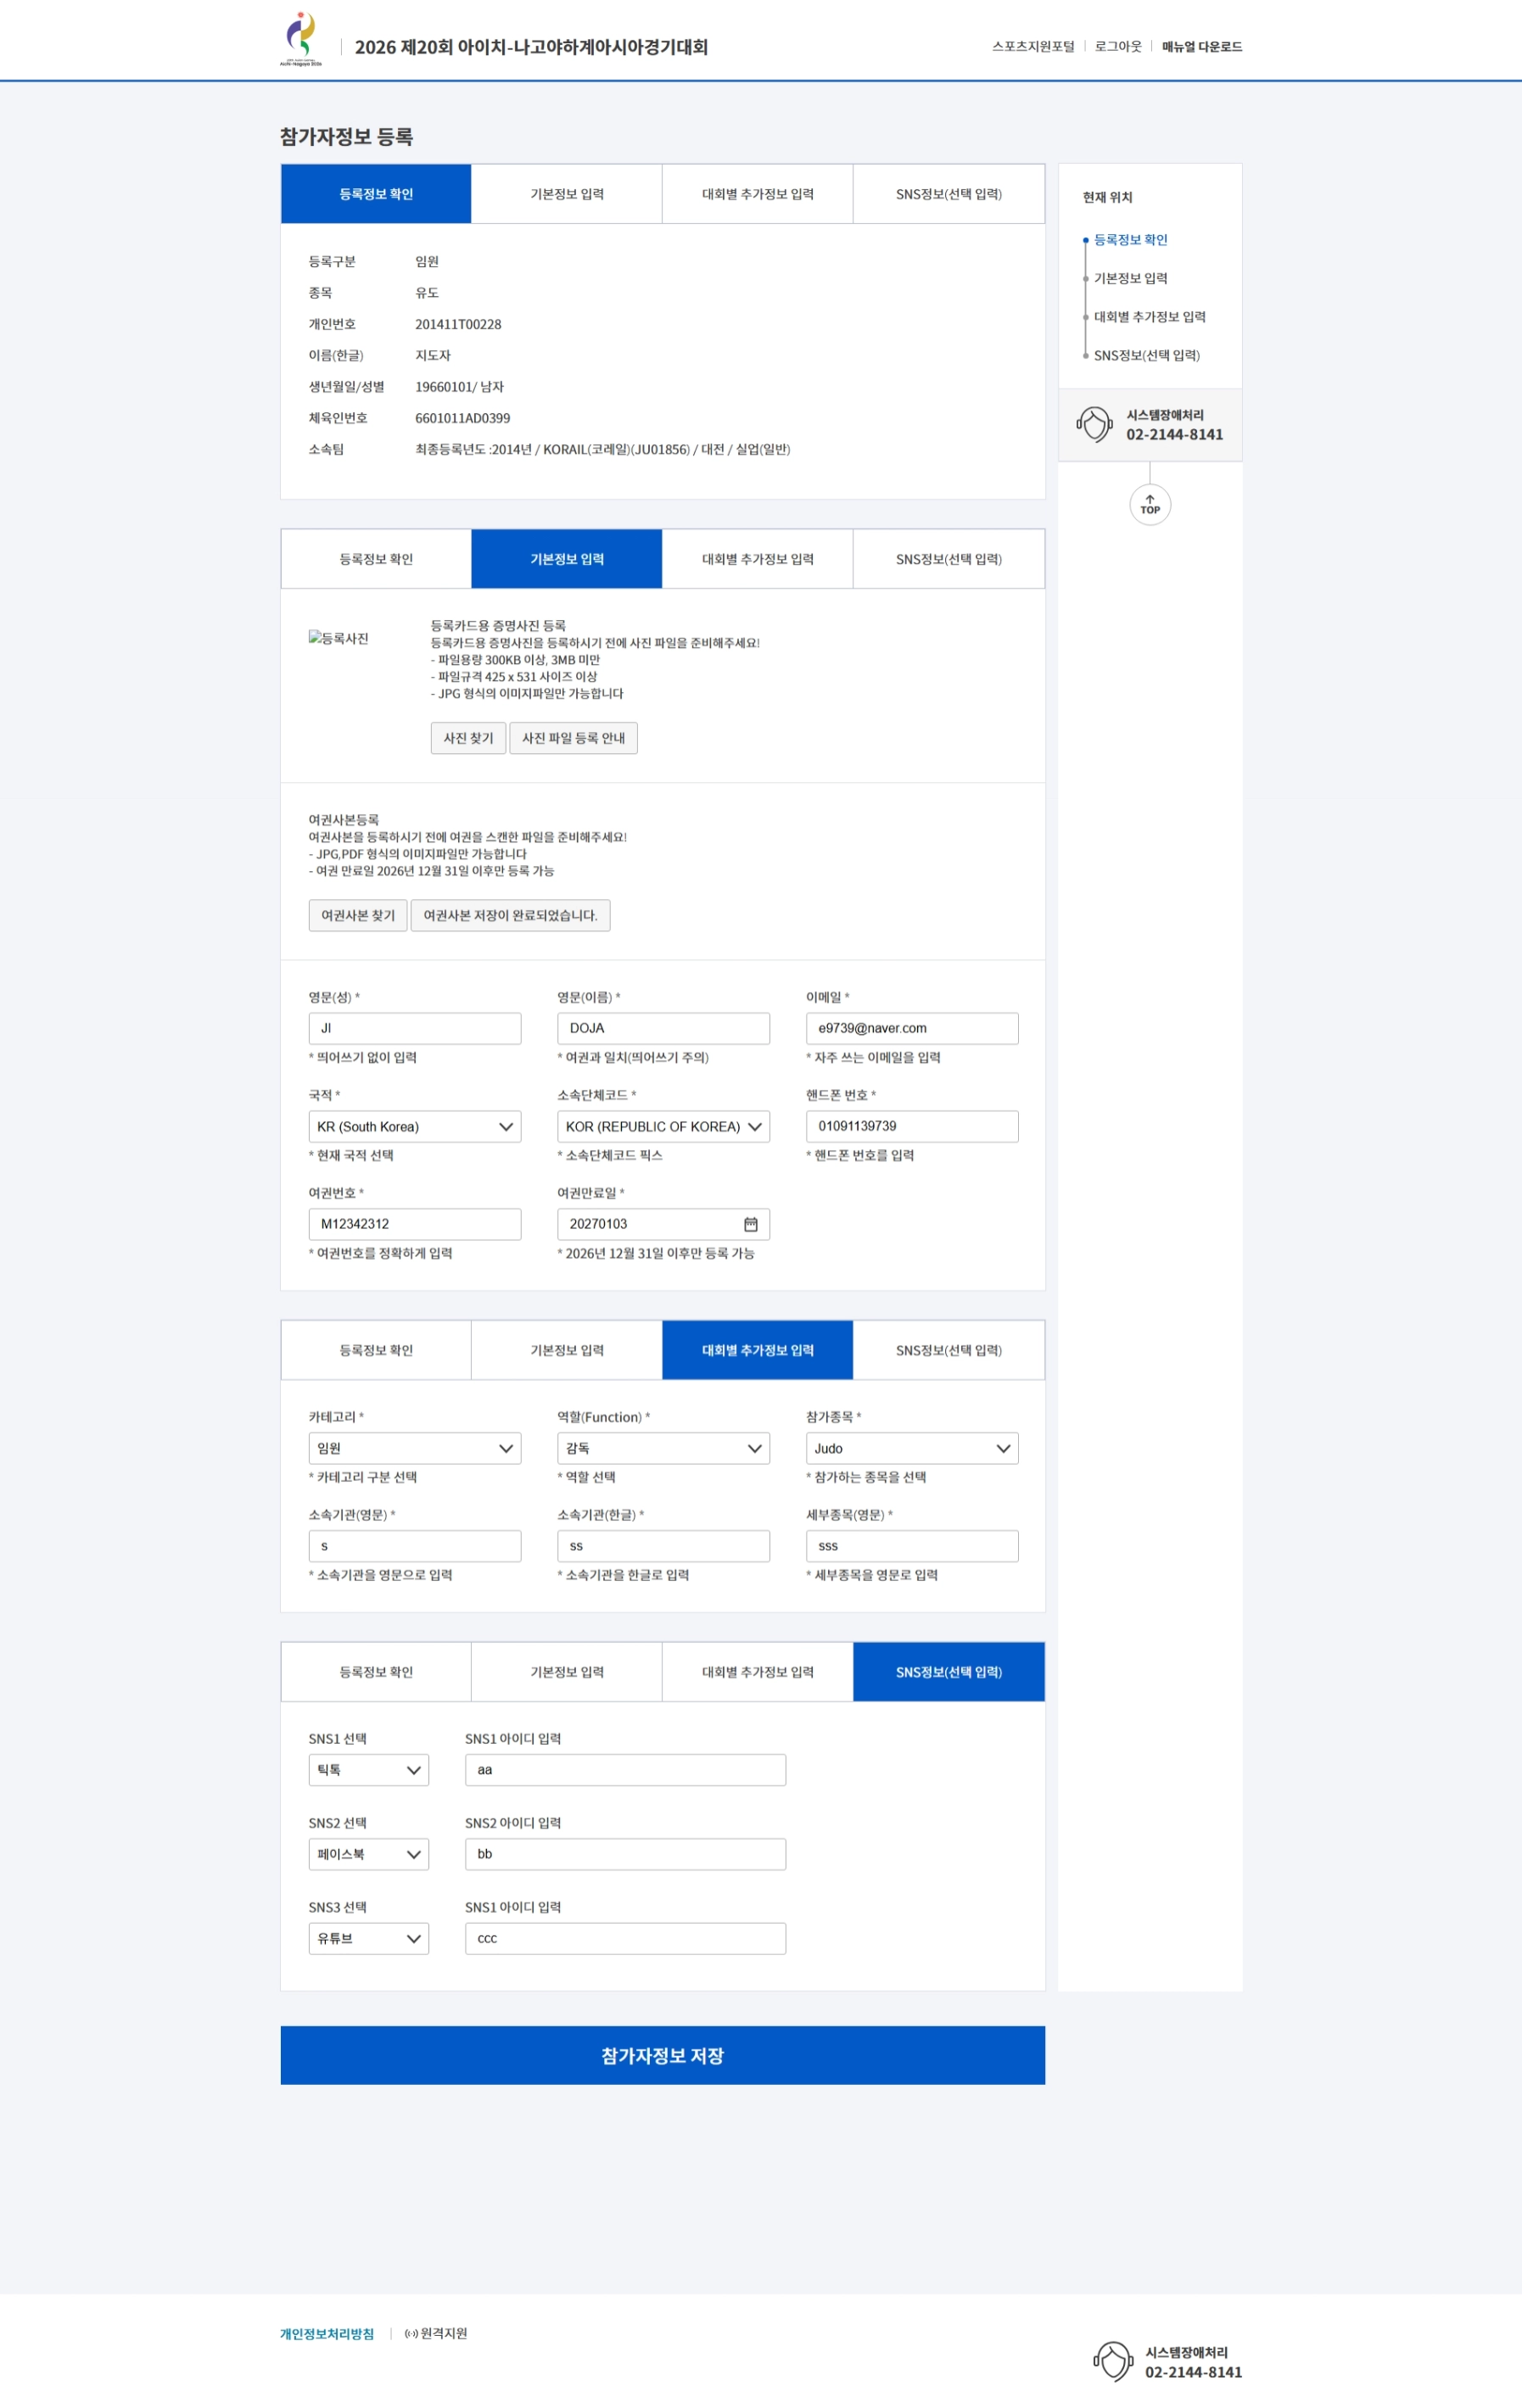 Aichi-Nagoya 2026
2026 제20회 아이치-나고야하계아시아경기대회
스포츠지원포털
로그아웃
매뉴얼 다운로드
참가자정보 등록
등록정보 확인 기본정보 입력 대회별 추가정보 입력 SNS정보(선택 입력)
등록구분 임원
종목 유도
개인번호 201411T00228
이름(한글) 지도자
생년월일/성별 19660101/ 남자
체육인번호 6601011AD0399
소속팀 최종등록년도 :2014년 / KORAIL(코레일)(JU01856) / 대전 / 실업(일반)
현재 위치
등록정보 확인
기본정보 입력
대회별 추가정보 입력
SNS정보(선택 입력)
시스템장애처리
02-2144-8141
TOP
등록정보 확인 기본정보 입력 대회별 추가정보 입력 SNS정보(선택 입력)
등록사진
등록카드용 증명사진 등록
등록카드용 증명사진을 등록하시기 전에 사진 파일을 준비해주세요!
- 파일용량 300KB 이상, 3MB 미만
- 파일규격 425 x 531 사이즈 이상
- JPG 형식의 이미지파일만 가능합니다
사진 찾기 사진 파일 등록 안내
여권사본등록
여권사본을 등록하시기 전에 여권을 스캔한 파일을 준비해주세요!
- JPG,PDF 형식의 이미지파일만 가능합니다
- 여권 만료일 2026년 12월 31일 이후만 등록 가능
여권사본 찾기 여권사본 저장이 완료되었습니다.
영문(성) * 영문(이름) * 이메일 *
JI DOJA e9739@naver.com
* 띄어쓰기 없이 입력 * 여권과 일치(띄어쓰기 주의) * 자주 쓰는 이메일을 입력
국적 * 소속단체코드 * 핸드폰 번호 *
KR (South Korea) KOR (REPUBLIC OF KOREA) 01091139739
* 현재 국적 선택 * 소속단체코드 픽스 * 핸드폰 번호를 입력
여권번호 * 여권만료일 *
M12342312 20270103
* 여권번호를 정확하게 입력 * 2026년 12월 31일 이후만 등록 가능
등록정보 확인 기본정보 입력 대회별 추가정보 입력 SNS정보(선택 입력)
카테고리 * 역할(Function) * 참가종목 *
임원 감독 Judo
* 카테고리 구분 선택 * 역할 선택 * 참가하는 종목을 선택
소속기관(영문) * 소속기관(한글) * 세부종목(영문) *
s ss sss
* 소속기관을 영문으로 입력 * 소속기관을 한글로 입력 * 세부종목을 영문로 입력
등록정보 확인 기본정보 입력 대회별 추가정보 입력 SNS정보(선택 입력)
SNS1 선택 SNS1 아이디 입력
틱톡 aa
SNS2 선택 SNS2 아이디 입력
페이스북 bb
SNS3 선택 SNS1 아이디 입력
유튜브 ccc
참가자정보 저장
개인정보처리방침 원격지원
시스템장애처리
02-2144-8141